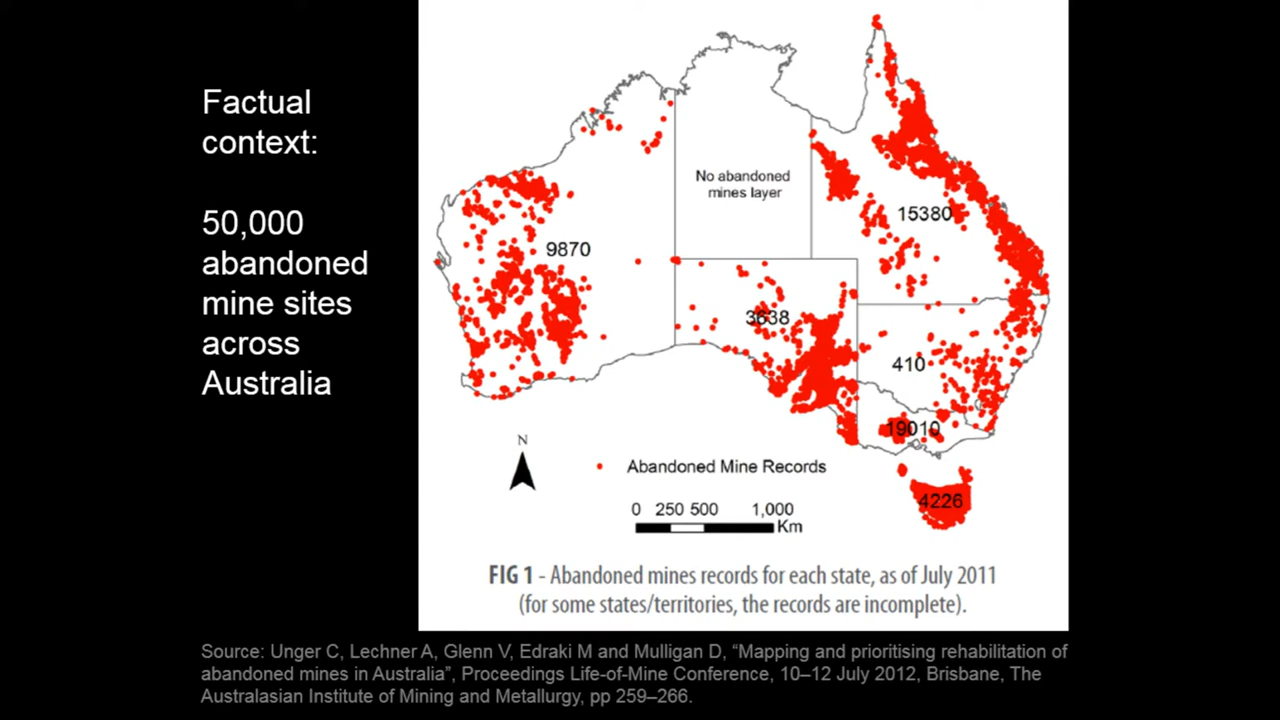 Factual
context:
50,000
abandoned
mine sites
across
Australia
No abandoned
mines layer
15380
9870
3638
410
19010
4226
N
Abandoned Mine Records
0 250 500 1,000
Km
FIG 1 - Abandoned mines records for each state, as of July 2011
(for some states/territories, the records are incomplete).
Source: Unger C, Lechner A, Glenn V, Edraki M and Mulligan D, “Mapping and prioritising rehabilitation of
abandoned mines in Australia”, Proceedings Life-of-Mine Conference, 10–12 July 2012, Brisbane, The
Australasian Institute of Mining and Metallurgy, pp 259–266.